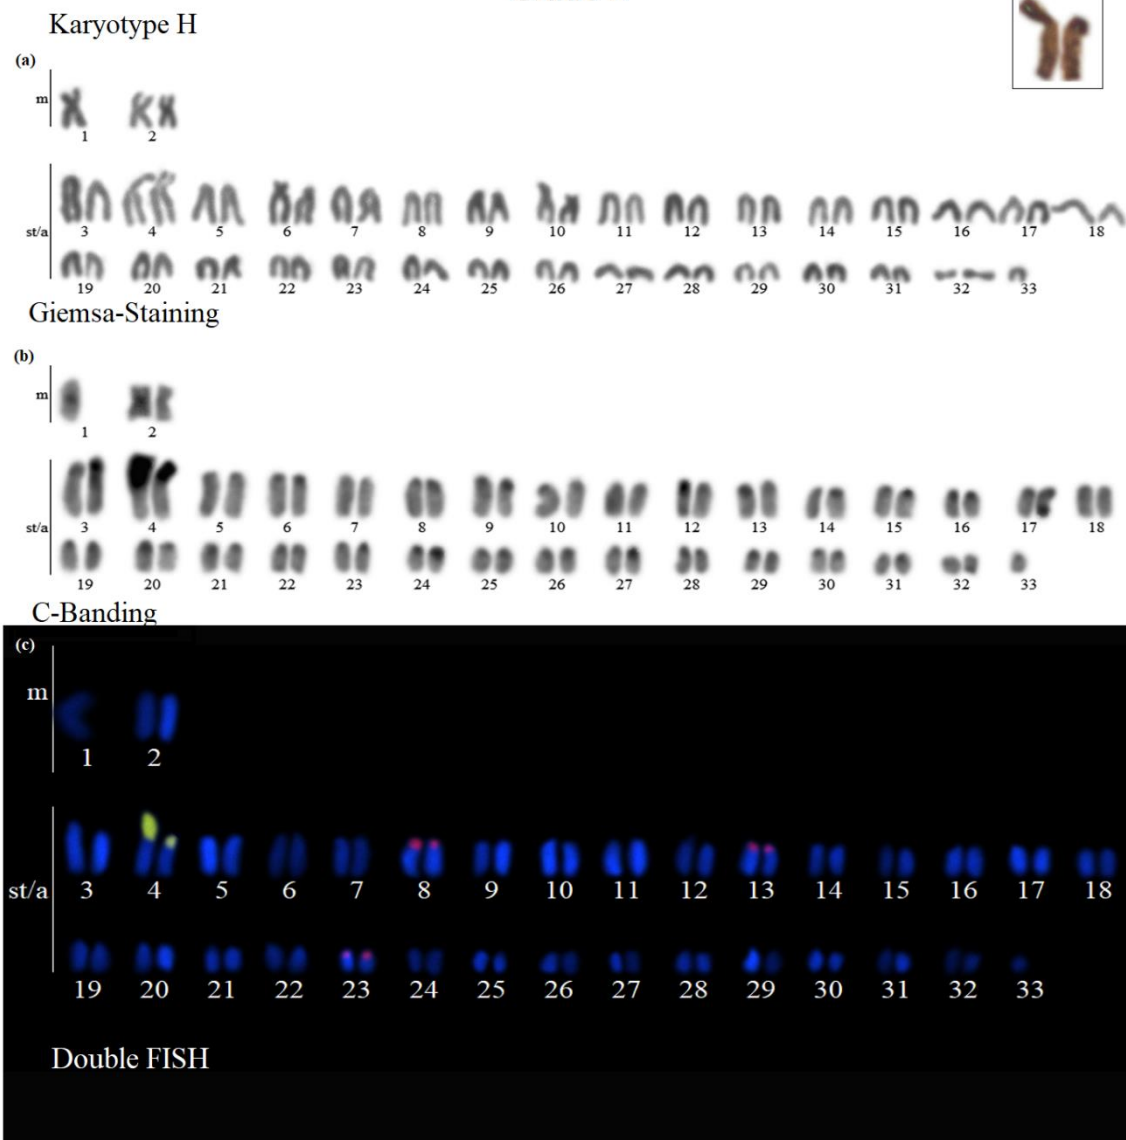 Karyotype H
(a)
m
1 2
st/a
3 4 5 6 7 8 9 10 11 12 13 14 15 16 17 18
19 20 21 22 23 24 25 26 27 28 29 30 31 32 33
Giemsa-Staining
(b)
m
1 2
st/a
3 4 5 6 7 8 9 10 11 12 13 14 15 16 17 18
19 20 21 22 23 24 25 26 27 28 29 30 31 32 33
C-Banding
(c)
m
1 2
st/a
3 4 5 6 7 8 9 10 11 12 13 14 15 16 17 18
19 20 21 22 23 24 25 26 27 28 29 30 31 32 33
Double FISH